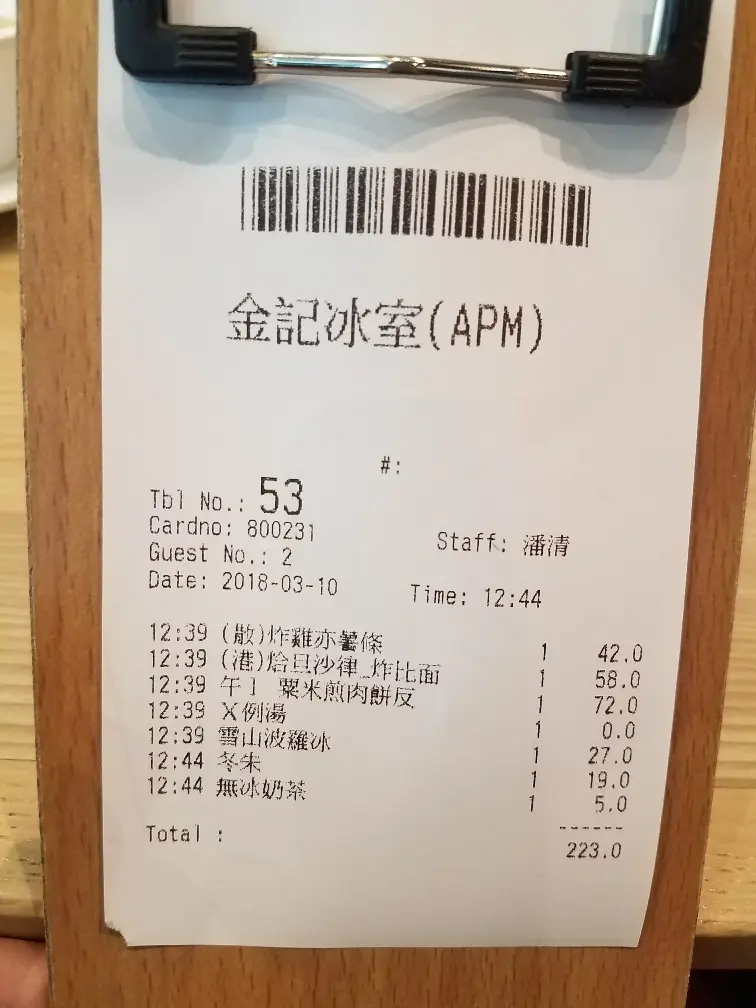 金記冰室(APM)
#:
Tbl No.: 53
Cardno: 800231
Staff: 潘清
Guest No.: 2
Date: 2018-03-10
Time: 12:44
12:39 (散)炸雞亦薯條 1 42.0
12:39 (港)烚旦沙律_炸比面 1 58.0
12:39 午丁 粟米煎肉餅反 1 72.0
12:39 X例湯 1 0.0
12:39 雪山波羅冰 1 27.0
12:44 冬朱 1 19.0
12:44 無冰奶茶 1 5.0
Total :
------
223.0